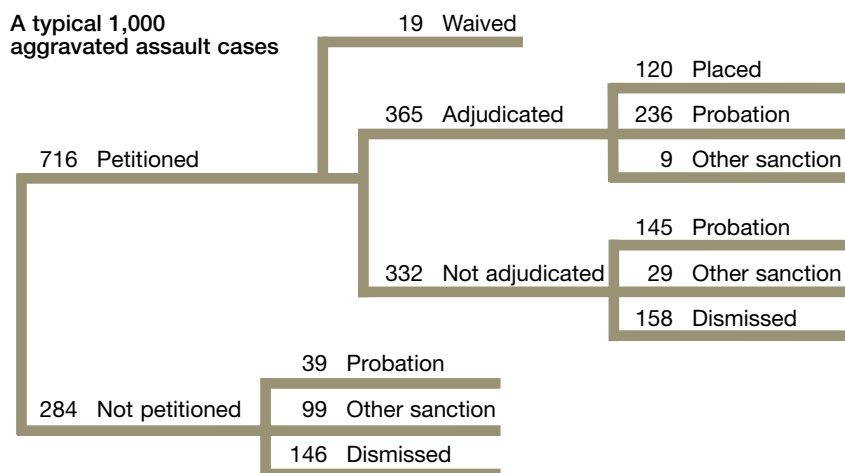 A typical 1,000
aggravated assault cases
19 Waived
120 Placed
365 Adjudicated
236 Probation
716 Petitioned
9 Other sanction
145 Probation
332 Not adjudicated
29 Other sanction
158 Dismissed
39 Probation
284 Not petitioned
99 Other sanction
146 Dismissed